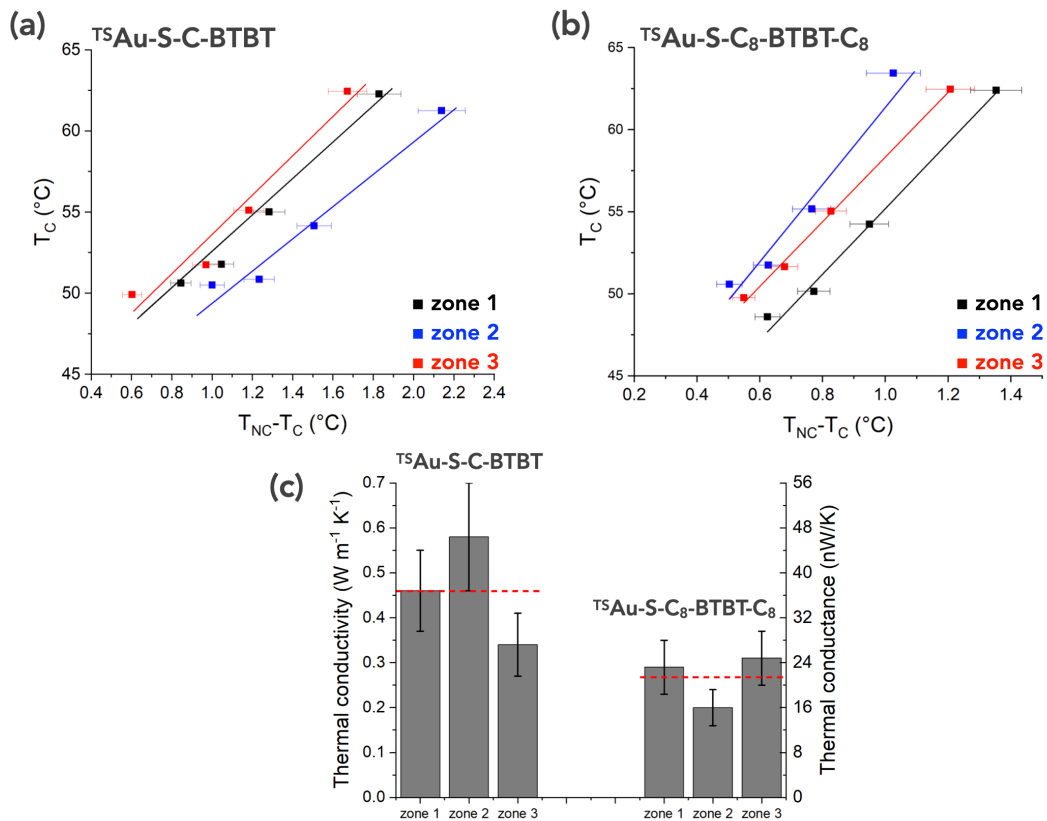 (a)
TSAu-S-C-BTBT
65
60
55
50
45
TC (°C)
0.4 0.6 0.8 1.0 1.2 1.4 1.6 1.8 2.0 2.2 2.4
TNC-TC (°C)
zone 1
zone 2
zone 3
(b)
TSAu-S-C8-BTBT-C8
65
60
55
50
45
TC (°C)
0.2 0.4 0.6 0.8 1.0 1.2 1.4
TNC-TC (°C)
zone 1
zone 2
zone 3
(c)
TSAu-S-C-BTBT
TSAu-S-C8-BTBT-C8
Thermal conductivity (W m-1 K-1)
0.7
0.6
0.5
0.4
0.3
0.2
0.1
0.0
Thermal conductance (nW/K)
56
48
40
32
24
16
8
0
zone 1 zone 2 zone 3 zone 1 zone 2 zone 3